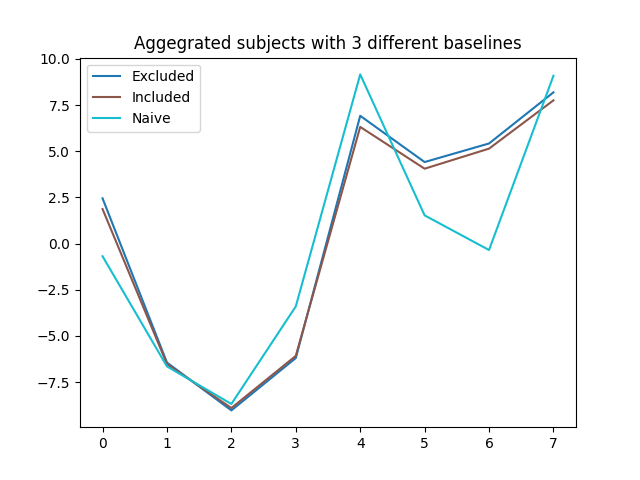 Aggegrated subjects with 3 different baselines
Excluded
Included
Naive
10.0
7.5
5.0
2.5
0.0
−2.5
−5.0
−7.5
0 1 2 3 4 5 6 7